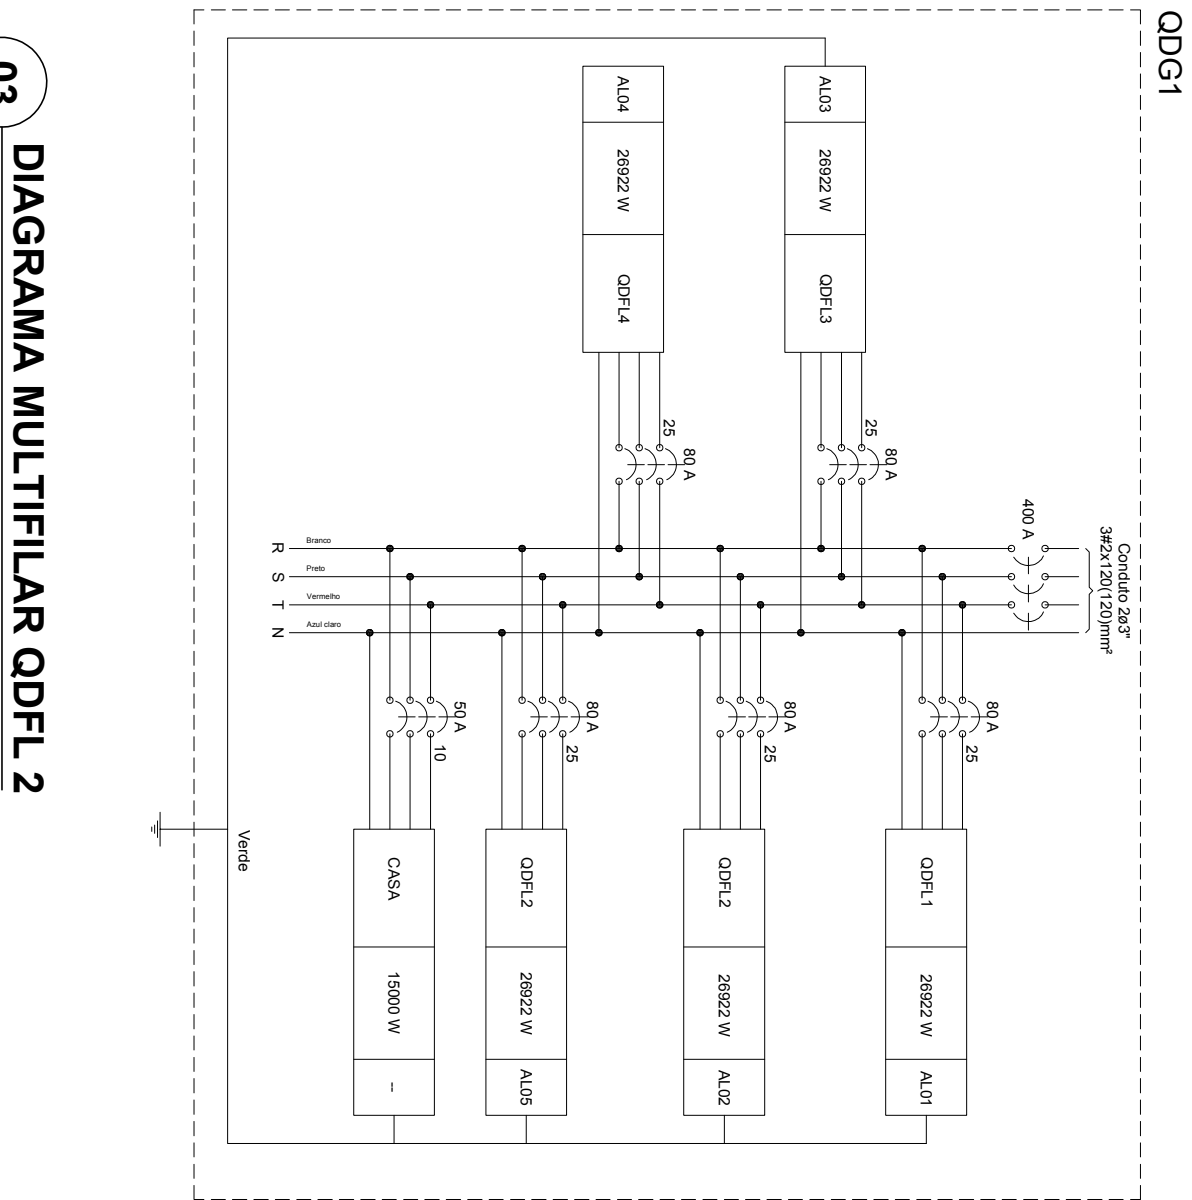 QDG1
Conduto 2ø3"
3#2x120(120)mm²
400 A
AL03
26922 W
QDFL3
25
80 A
AL04
26922 W
QDFL4
25
80 A
R
Branco
S
Preto
T
Vermelho
N
Azul claro
80 A
25
QDFL1
26922 W
AL01
80 A
25
QDFL2
26922 W
AL02
80 A
25
QDFL2
26922 W
AL05
50 A
10
CASA
15000 W
--
Verde
03
DIAGRAMA MULTIFILAR QDFL 2